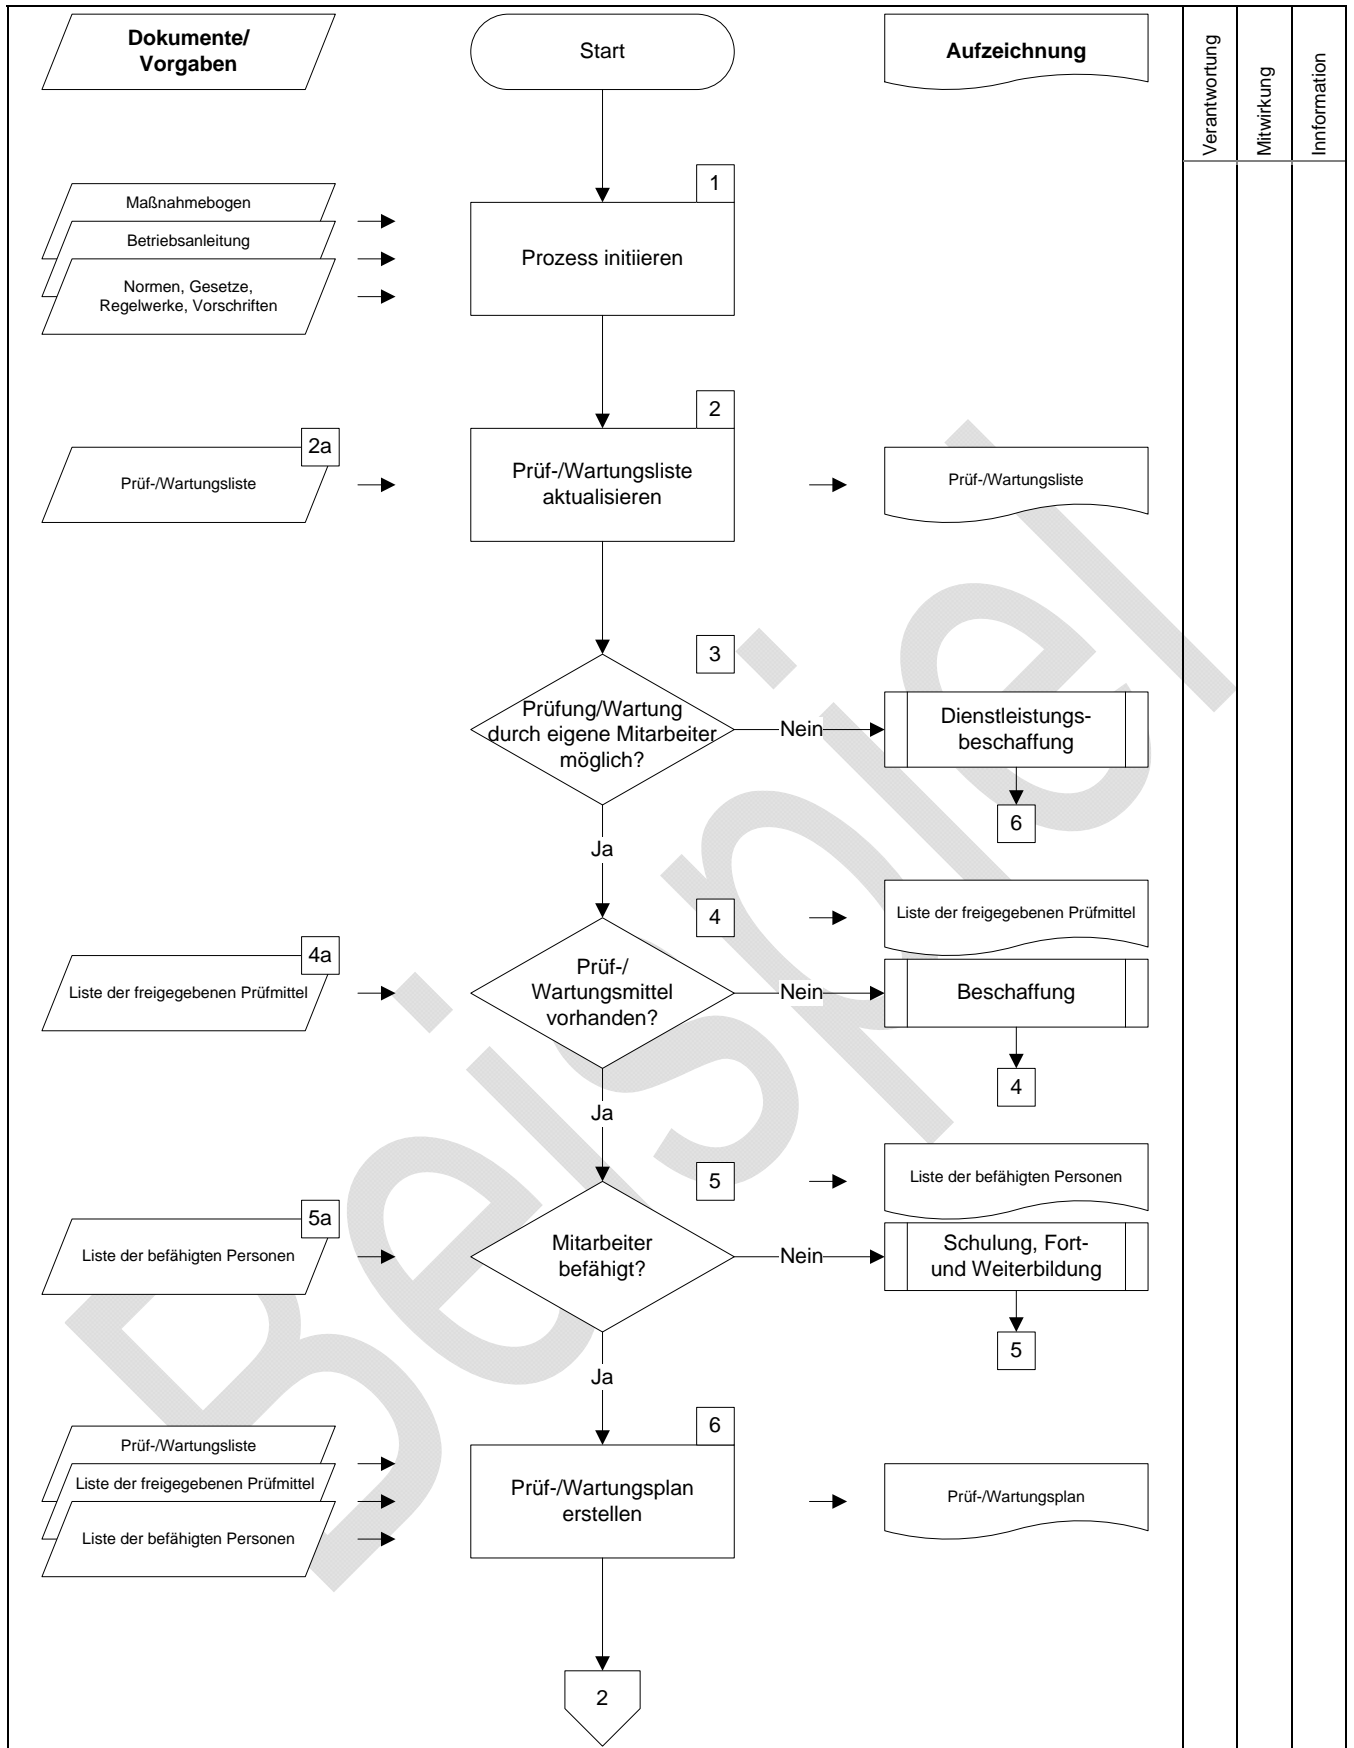 Dokumente/
Vorgaben
Start
Aufzeichnung
Verantwortung
Mitwirkung
Innformation
1
Maßnahmebogen
Betriebsanleitung
Normen, Gesetze,
Regelwerke, Vorschriften
Prozess initiieren
2
2a
Prüf-/Wartungsliste
Prüf-/Wartungsliste
aktualisieren
Prüf-/Wartungsliste
3
Prüfung/Wartung
durch eigene Mitarbeiter
möglich?
Nein
Dienstleistungs-
beschaffung
6
Ja
4
Liste der freigegebenen Prüfmittel
4a
Liste der freigegebenen Prüfmittel
Prüf-/
Wartungsmittel
vorhanden?
Nein
Beschaffung
4
Ja
5
Liste der befähigten Personen
5a
Liste der befähigten Personen
Mitarbeiter
befähigt?
Nein
Schulung, Fort-
und Weiterbildung
5
Ja
6
Prüf-/Wartungsliste
Liste der freigegebenen Prüfmittel
Liste der befähigten Personen
Prüf-/Wartungsplan
erstellen
Prüf-/Wartungsplan
2
Beispiel